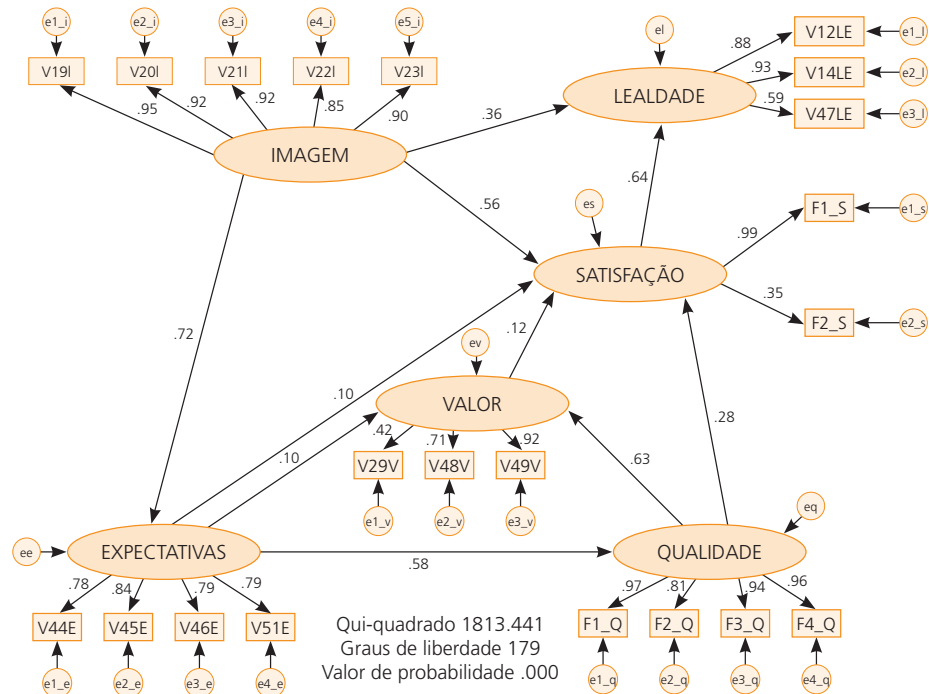 e1_i e2_i e3_i e4_i e5_i
V19I V20I V21I V22I V23I
.95 .92 .92 .85 .90
IMAGEM
el
LEALDADE
.88 .93 .59
V12LE e1_l
V14LE e2_l
V47LE e3_l
.36
.56
.64
.72
es
SATISFAÇÃO
.99
F1_S e1_s
.35
F2_S e2_s
.12
.10
.10
.28
.63
ev
VALOR
.42 .71 .92
V29V V48V V49V
e1_v e2_v e3_v
ee
EXPECTATIVAS
.58
eq
QUALIDADE
.78 .84 .79 .79
V44E V45E V46E V51E
e1_e e2_e e3_e e4_e
.97 .81 .94 .96
F1_Q F2_Q F3_Q F4_Q
e1_q e2_q e3_q e4_q
Qui-quadrado 1813.441
Graus de liberdade 179
Valor de probabilidade .000